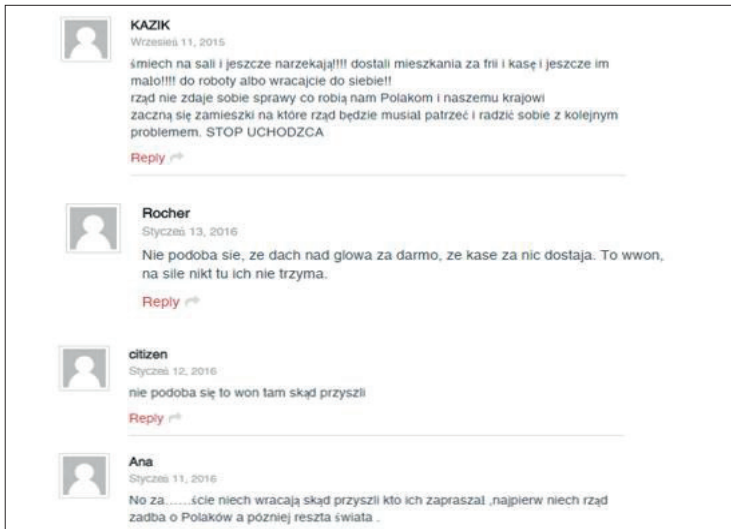 KAZIK
Wrzesień 11, 2015
śmiech na sali i jeszcze narzekają!!!! dostali mieszkania za frii i kasę i jeszcze im
malo!!!! do roboty albo wracajcie do siebie!!
rząd nie zdaje sobie sprawy co robią nam Polakom i naszemu krajowi
zaczną się zamieszki na które rząd będzie musial patrzeć i radzić sobie z kolejnym
problemem. STOP UCHODZCA
Reply
Rocher
Styczeń 13, 2016
Nie podoba sie, ze dach nad glowa za darmo, ze kase za nic dostaja. To wwon,
na sile nikt tu ich nie trzyma.
Reply
citizen
Styczeń 12, 2016
nie podoba się to won tam skąd przyszli
Reply
Ana
Styczeń 11, 2016
No za……ście niech wracają skąd przyszli kto ich zapraszal ,najpierw niech rząd
zadba o Polaków a pózniej reszta świata .